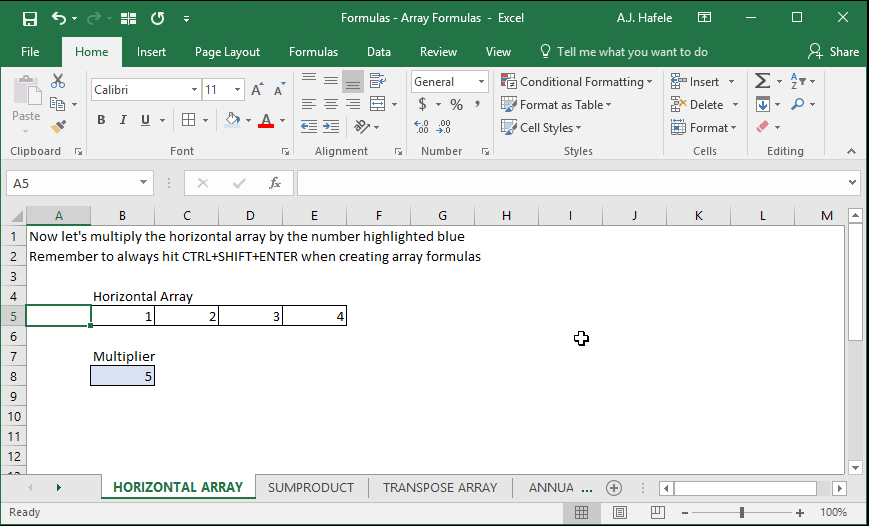 Formulas - Array Formulas - Excel
A.J. Hafele
File Home Insert Page Layout Formulas Data Review View Tell me what you want to do Share
Paste
Calibri 11 A A
B I U A
General
$ % ,
Conditional Formatting
Format as Table
Cell Styles
Insert
Delete
Format
Clipboard Font Alignment Number Styles Cells Editing
A5 fx
A B C D E F G H I J K L M
1 Now let's multiply the horizontal array by the number highlighted blue
2 Remember to always hit CTRL+SHIFT+ENTER when creating array formulas
3
4 Horizontal Array
5 1 2 3 4
6
7 Multiplier
8 5
9
10
11
12
HORIZONTAL ARRAY SUMPRODUCT TRANSPOSE ARRAY ANNUA ...
Ready 100%